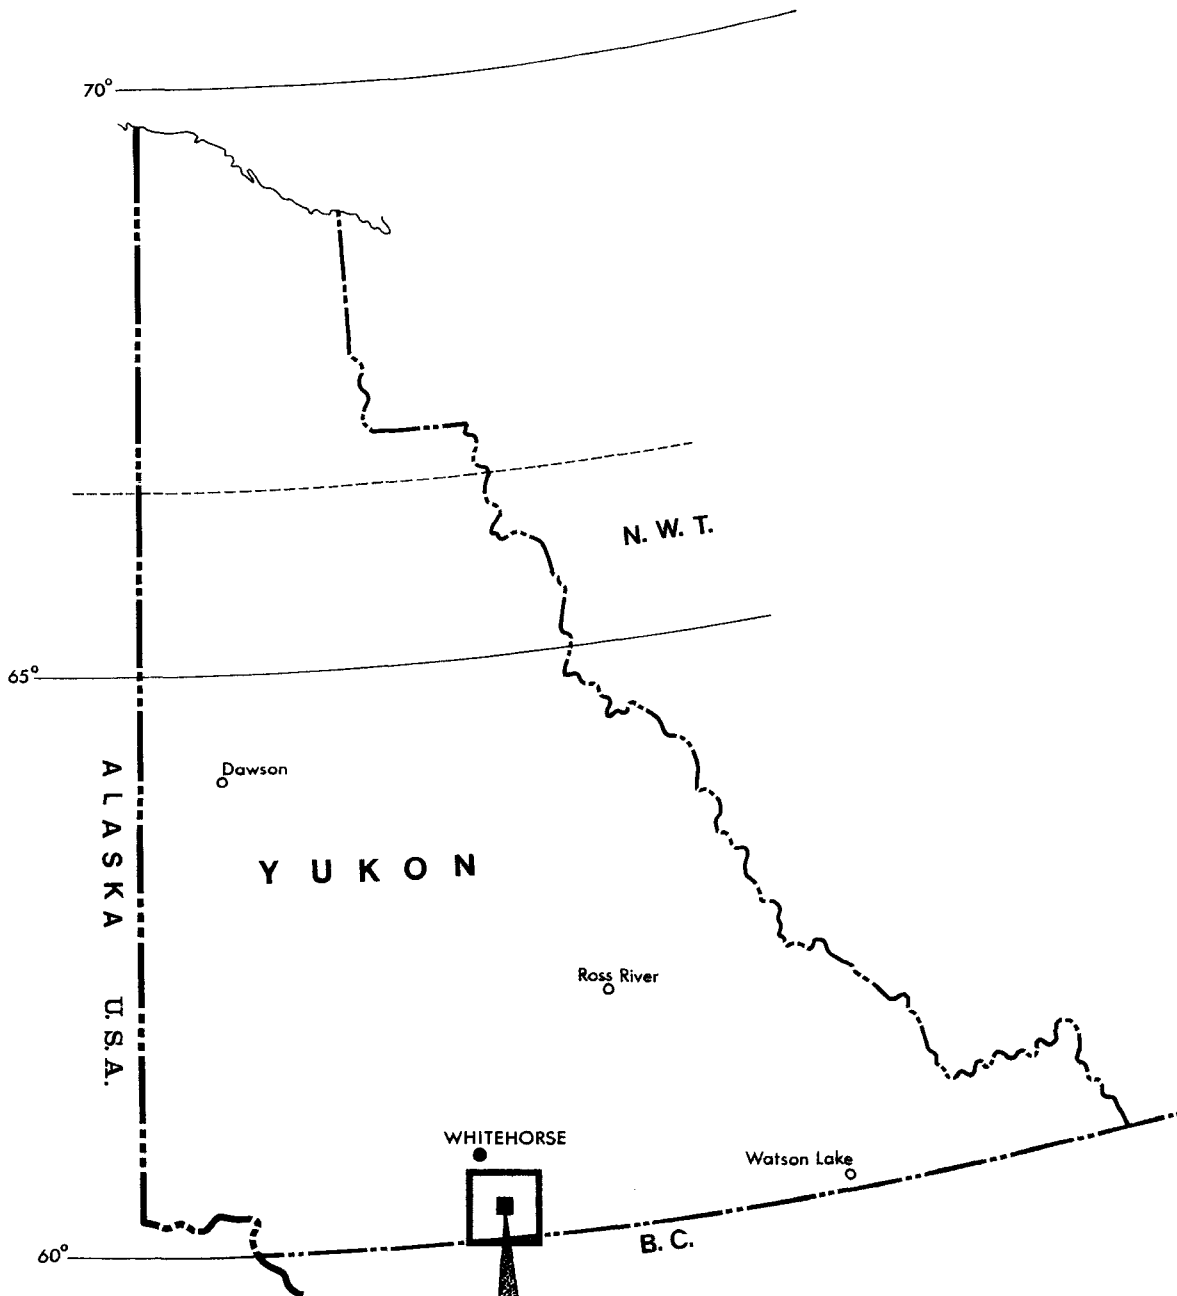 70°
N. W. T.
65°
Dawson
ALASKA U.S.A.
YUKON
Ross River
WHITEHORSE
Watson Lake
B. C.
60°